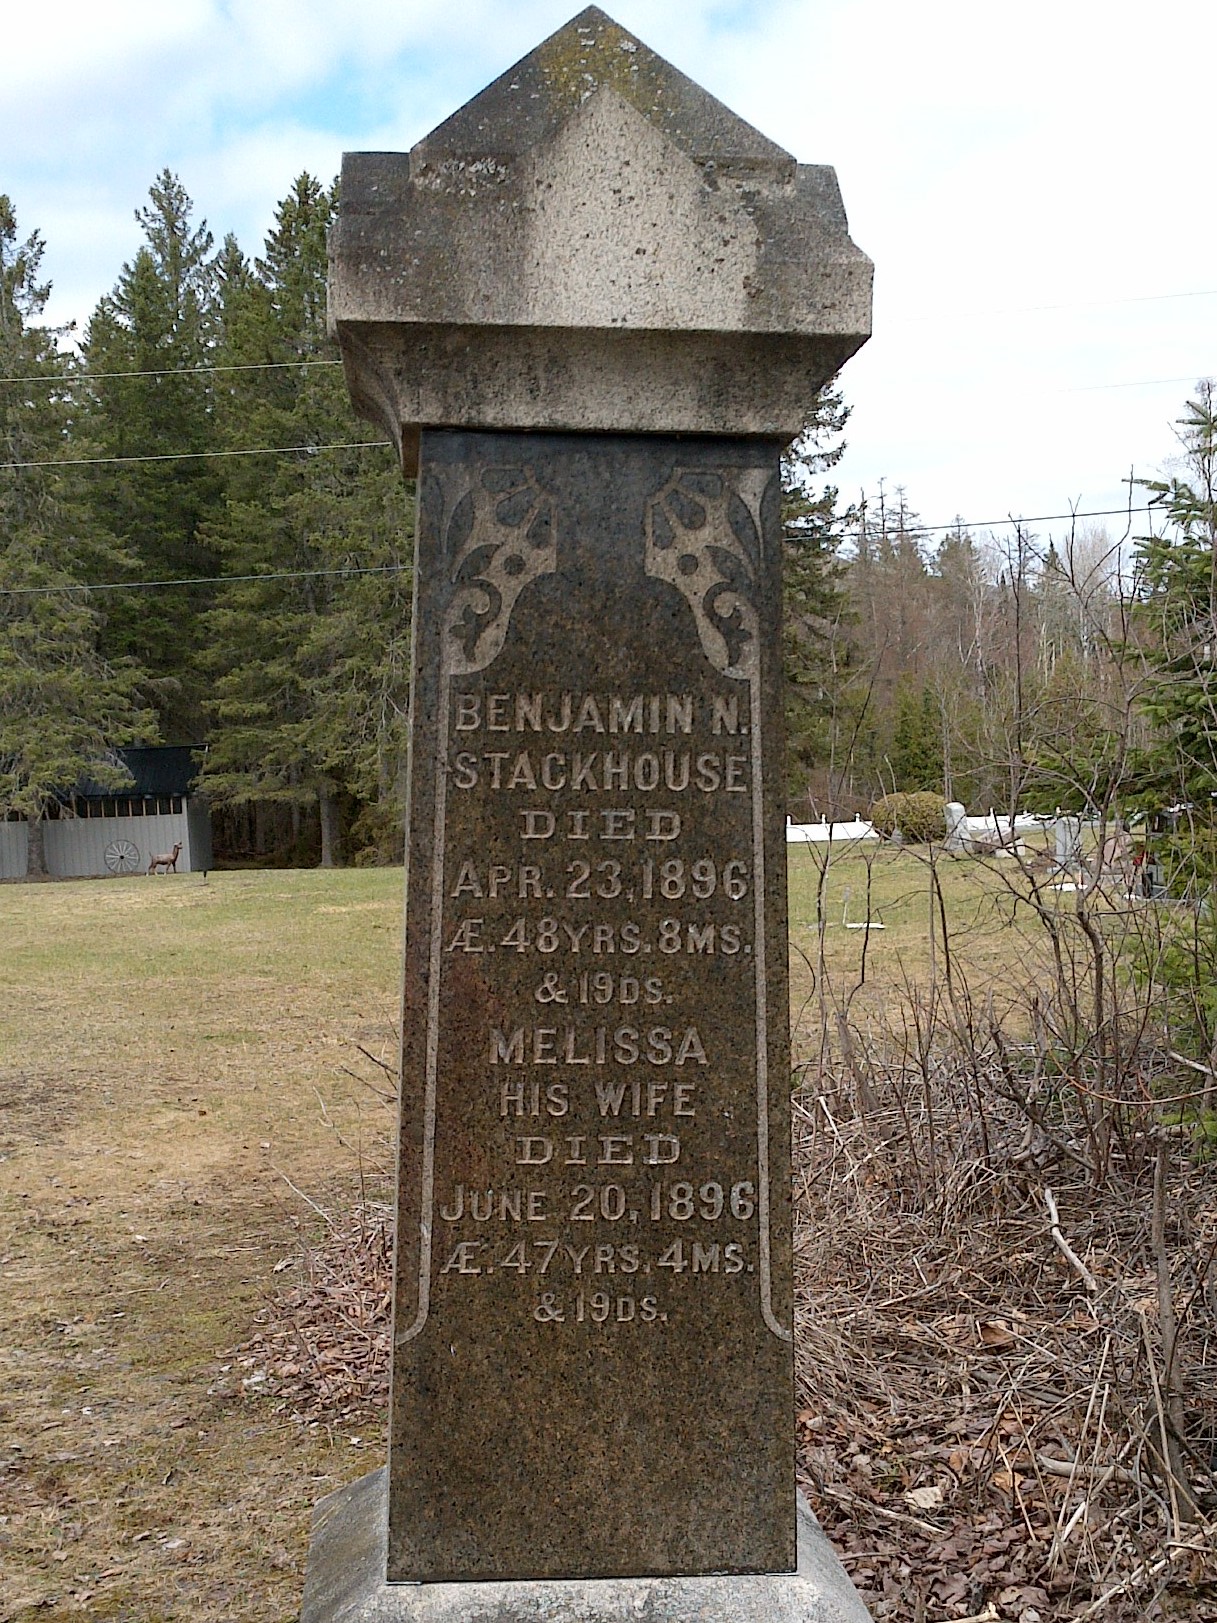 BENJAMIN N.
STACKHOUSE
DIED
APR. 23, 1896
Æ. 48 YRS. 8 MS.
& 19 DS.
MELISSA
HIS WIFE
DIED
JUNE 20, 1896
Æ. 47 YRS. 4 MS.
& 19 DS.